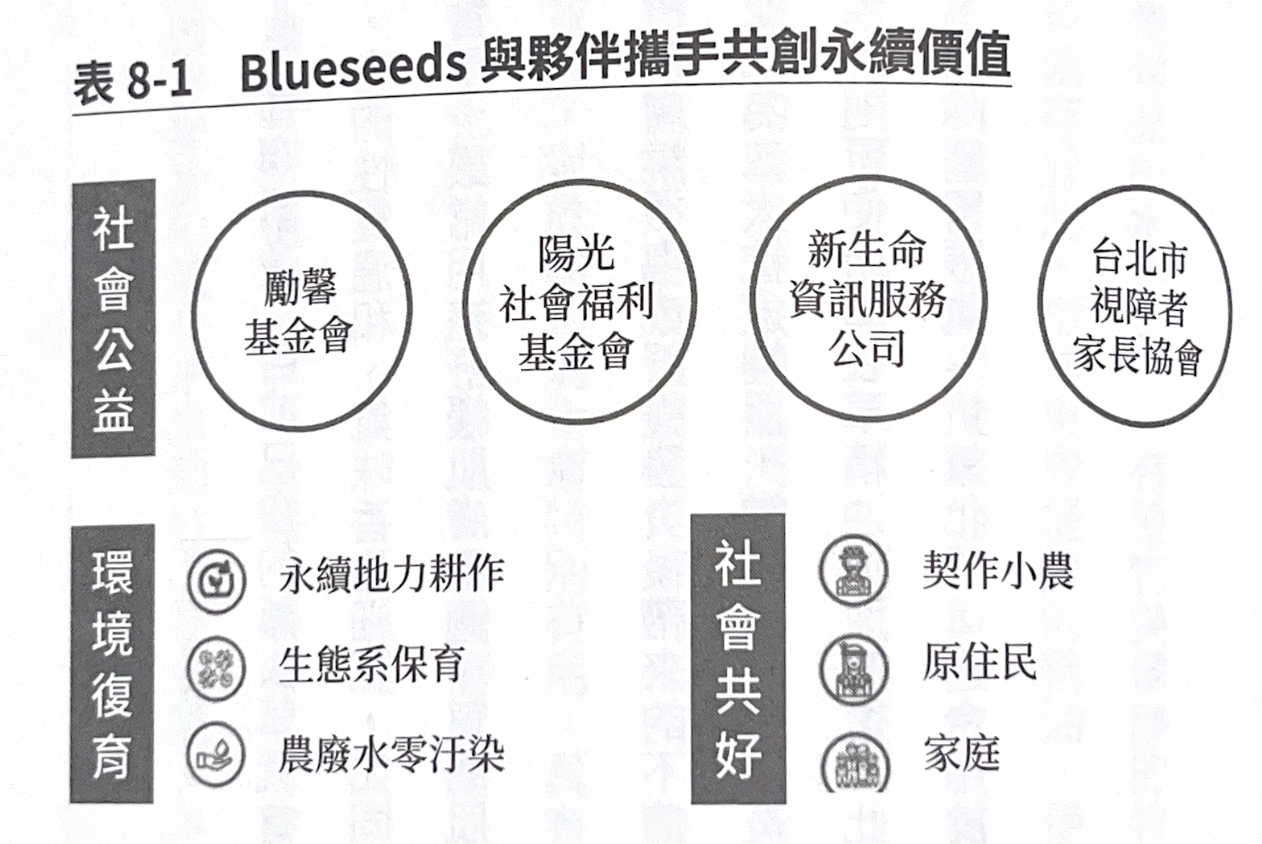 表 8-1 Blueseeds 與夥伴攜手共創永續價值
社會公益
勵馨
基金會
陽光
社會福利
基金會
新生命
資訊服務
公司
台北市
視障者
家長協會
環境復育
永續地力耕作
生態系保育
農廢水零汙染
社會共好
契作小農
原住民
家庭